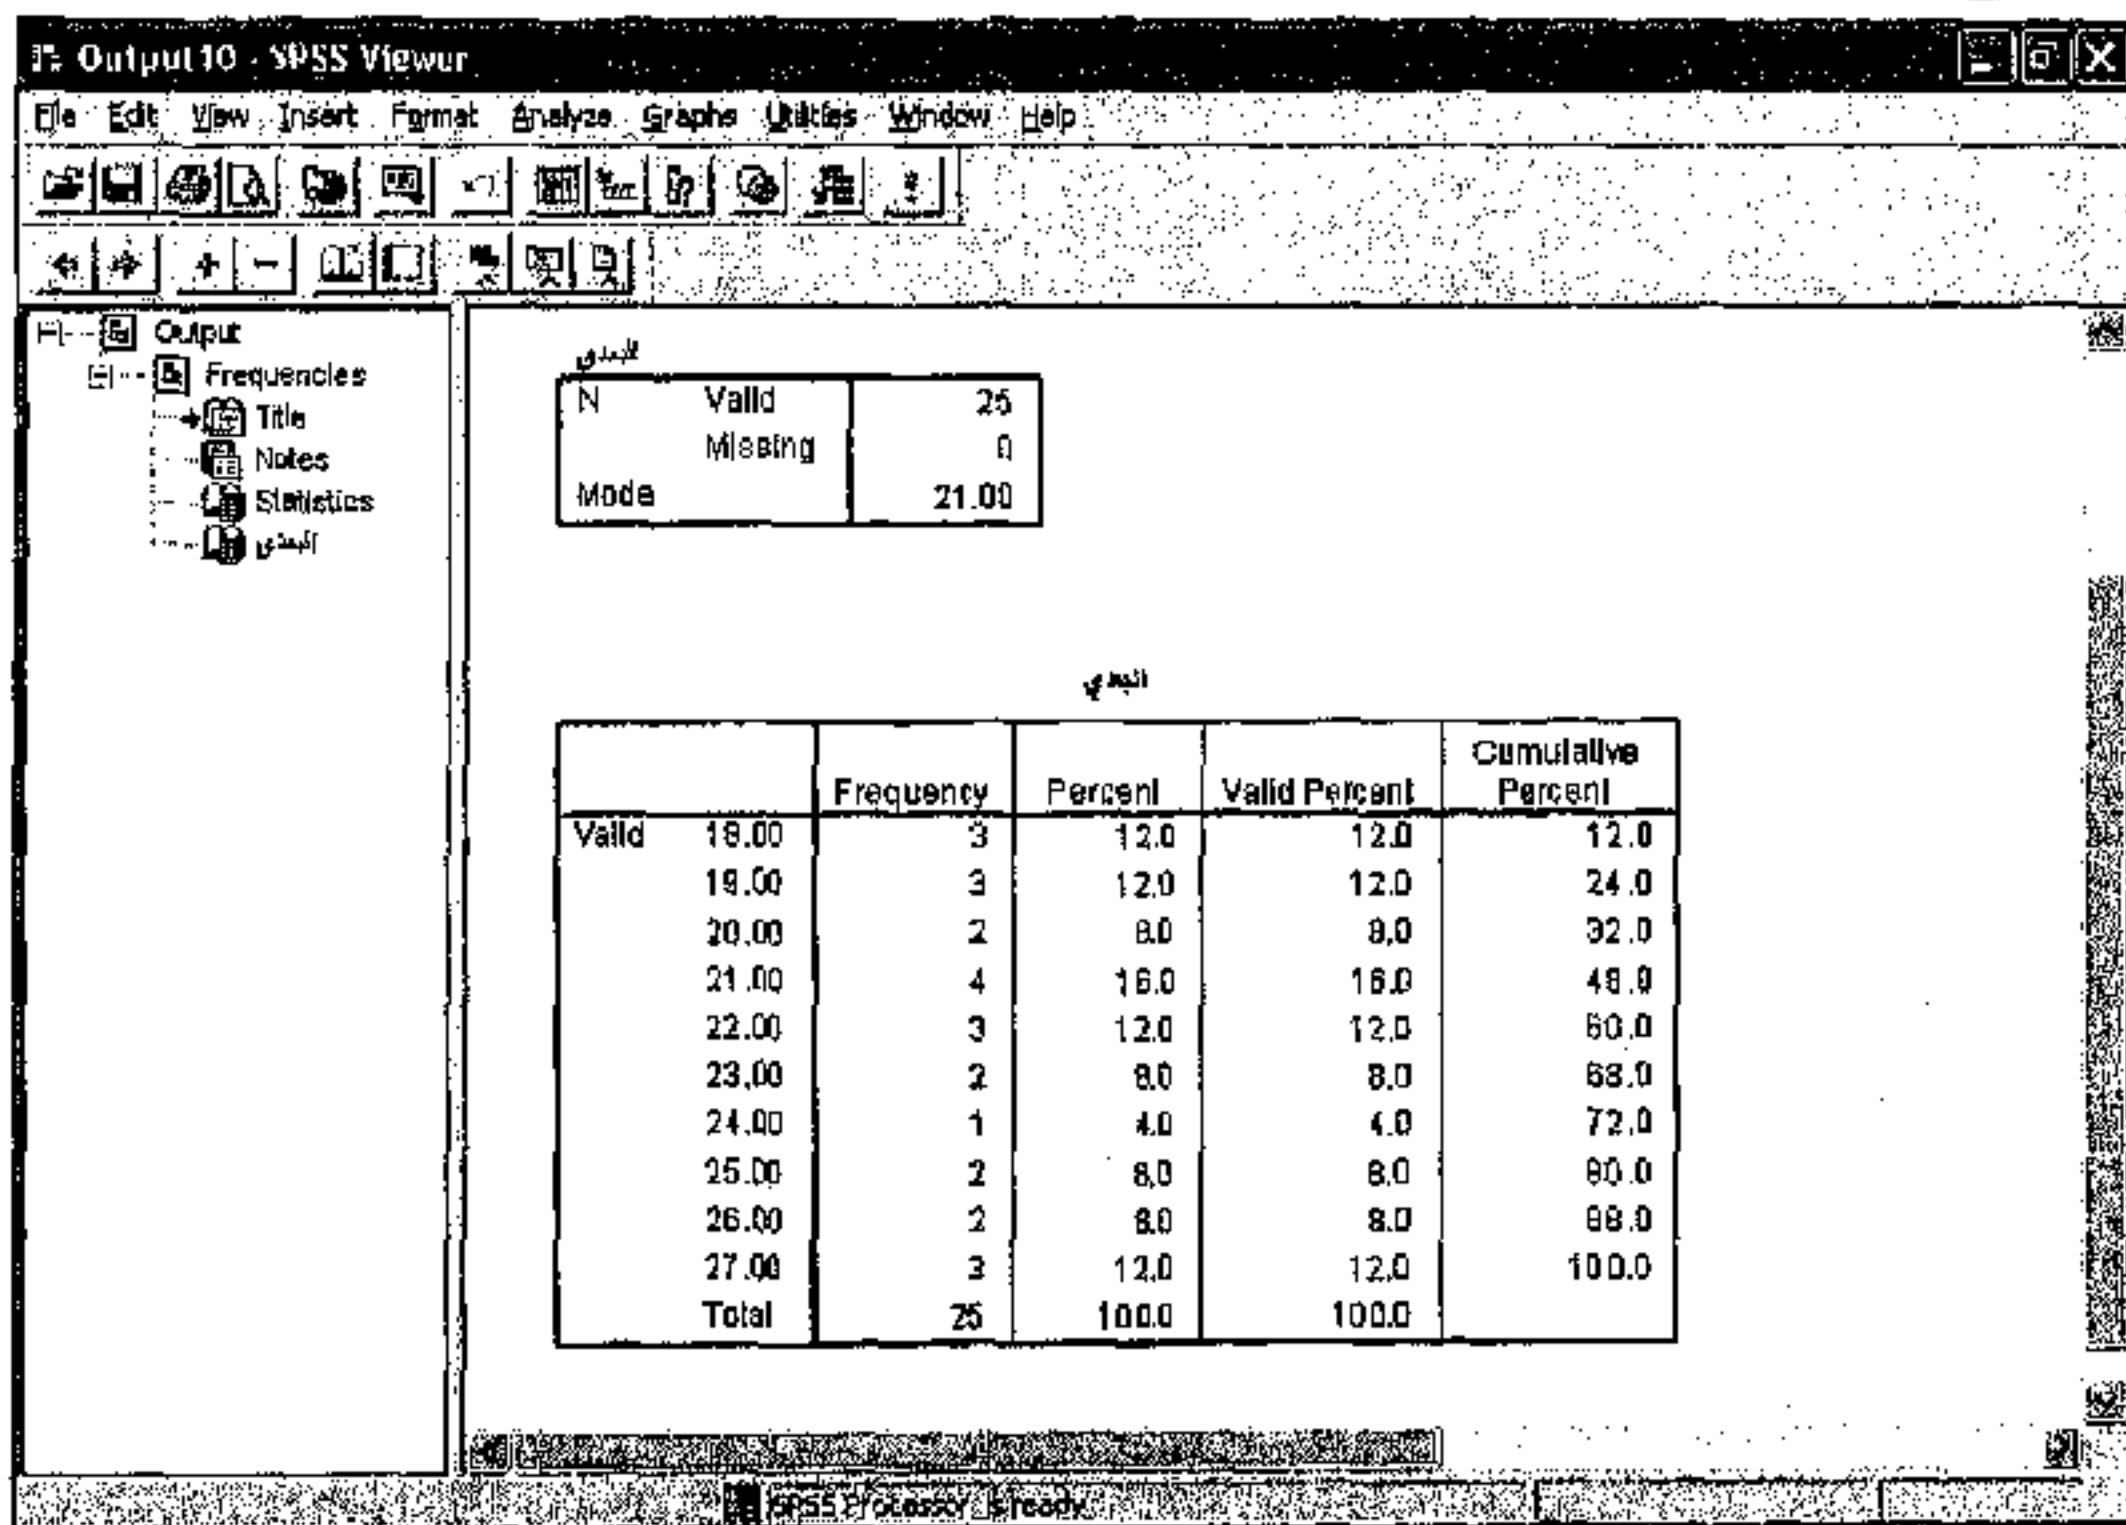 Output10 - SPSS Viewer
File Edit View Insert Format Analyze Graphs Utilities Window Help
Output
Frequencies
Title
Notes
Statistics
N Valid 25
Missing 0
Mode 21.00
Frequency Percent Valid Percent Cumulative Percent
Valid 18.00 3 12.0 12.0 12.0
19.00 3 12.0 12.0 24.0
20.00 2 8.0 8.0 32.0
21.00 4 16.0 16.0 48.0
22.00 3 12.0 12.0 60.0
23.00 2 8.0 8.0 68.0
24.00 1 4.0 4.0 72.0
25.00 2 8.0 8.0 80.0
26.00 2 8.0 8.0 88.0
27.00 3 12.0 12.0 100.0
Total 25 100.0 100.0
SPSS Processor is ready